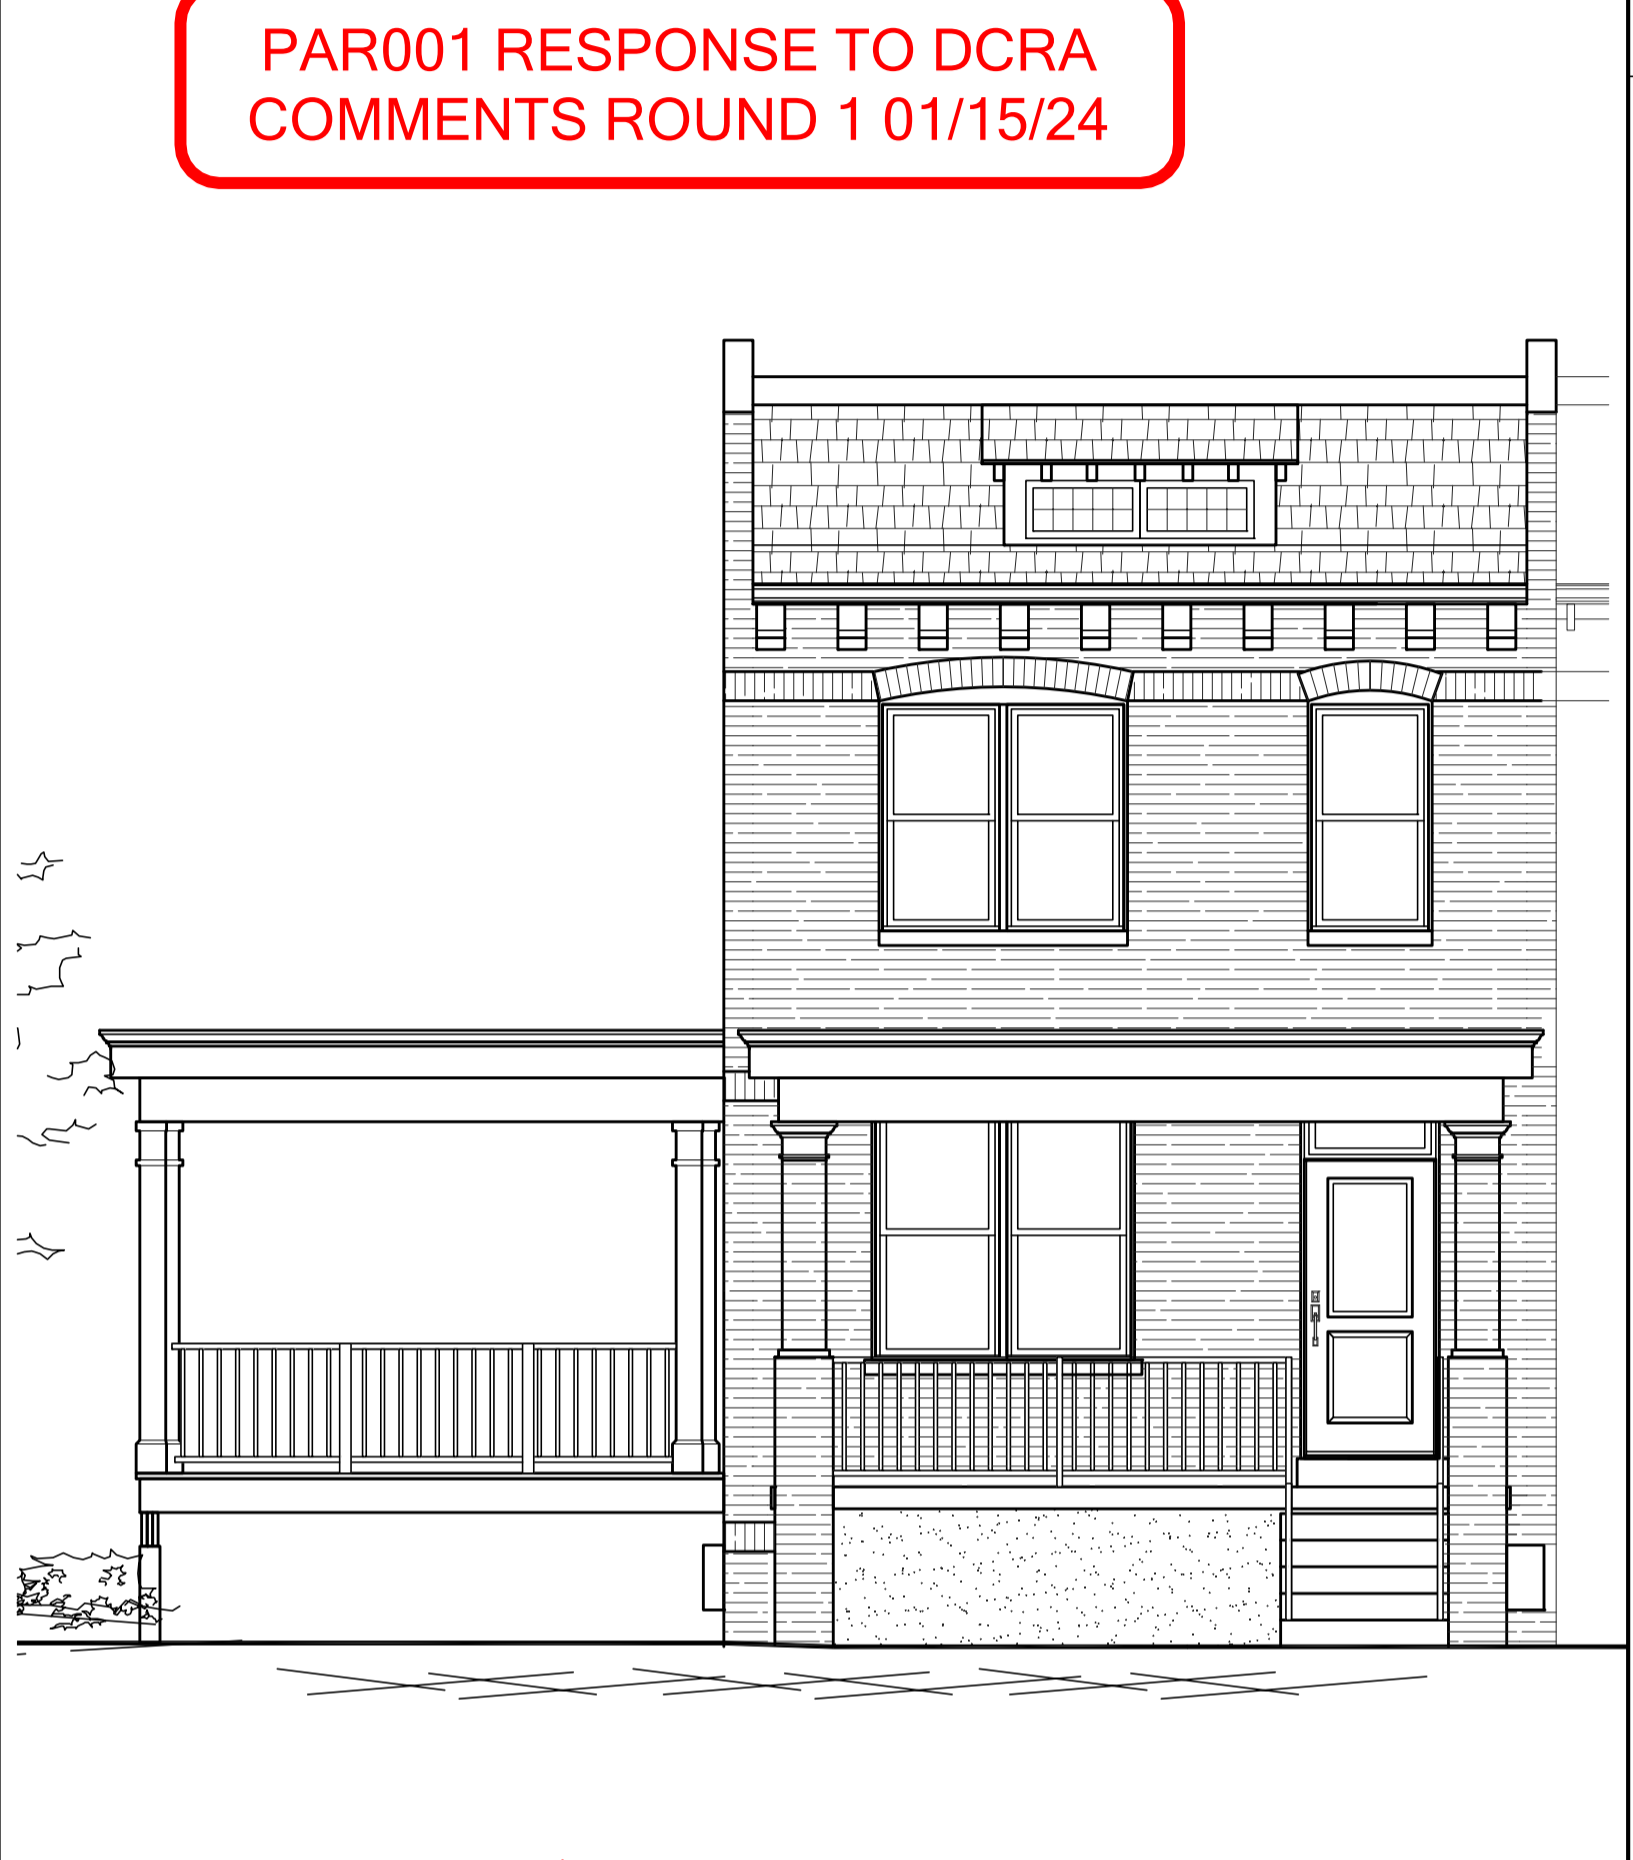 PAR001 RESPONSE TO DCRA
COMMENTS ROUND 1 01/15/24